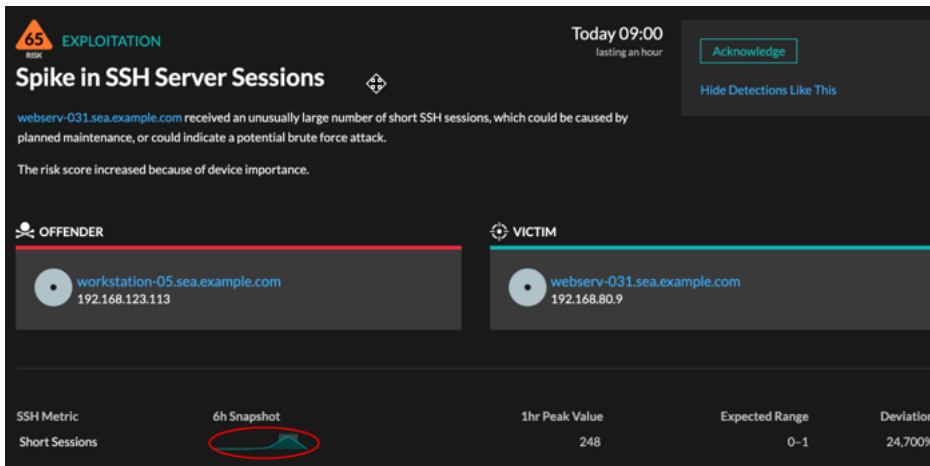 65
RISK
EXPLOITATION
Today 09:00
lasting an hour
Acknowledge
Spike in SSH Server Sessions
Hide Detections Like This
webserv-031.sea.example.com received an unusually large number of short SSH sessions, which could be caused by
planned maintenance, or could indicate a potential brute force attack.
The risk score increased because of device importance.
OFFENDER
workstation-05.sea.example.com
192.168.123.113
VICTIM
webserv-031.sea.example.com
192.168.80.9
SSH Metric 6h Snapshot 1hr Peak Value Expected Range Deviation
Short Sessions 248 0–1 24,700%